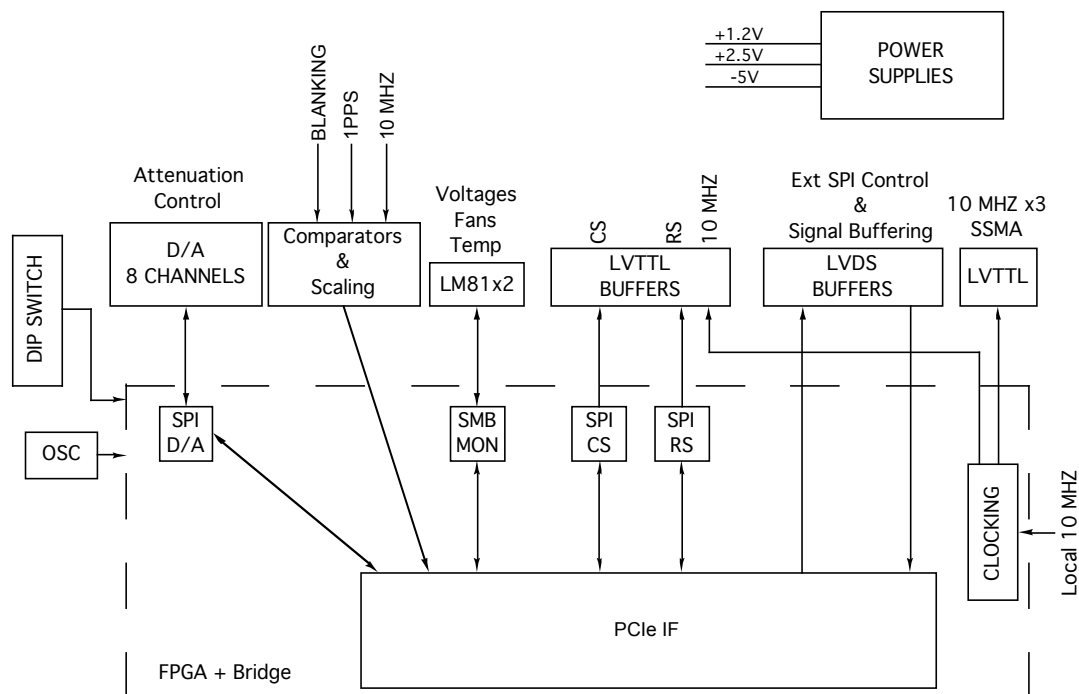 +1.2V
+2.5V
-5V
POWER
SUPPLIES
BLANKING
1PPS
10 MHZ
Attenuation
Control
D/A
8 CHANNELS
Comparators
&
Scaling
Voltages
Fans
Temp
LM81x2
CS
RS
10 MHZ
LVTTL
BUFFERS
Ext SPI Control
&
Signal Buffering
LVDS
BUFFERS
10 MHZ x3
SSMA
LVTTL
DIP SWITCH
OSC
SPI
D/A
SMB
MON
SPI
CS
SPI
RS
CLOCKING
Local 10 MHZ
PCIe IF
FPGA + Bridge